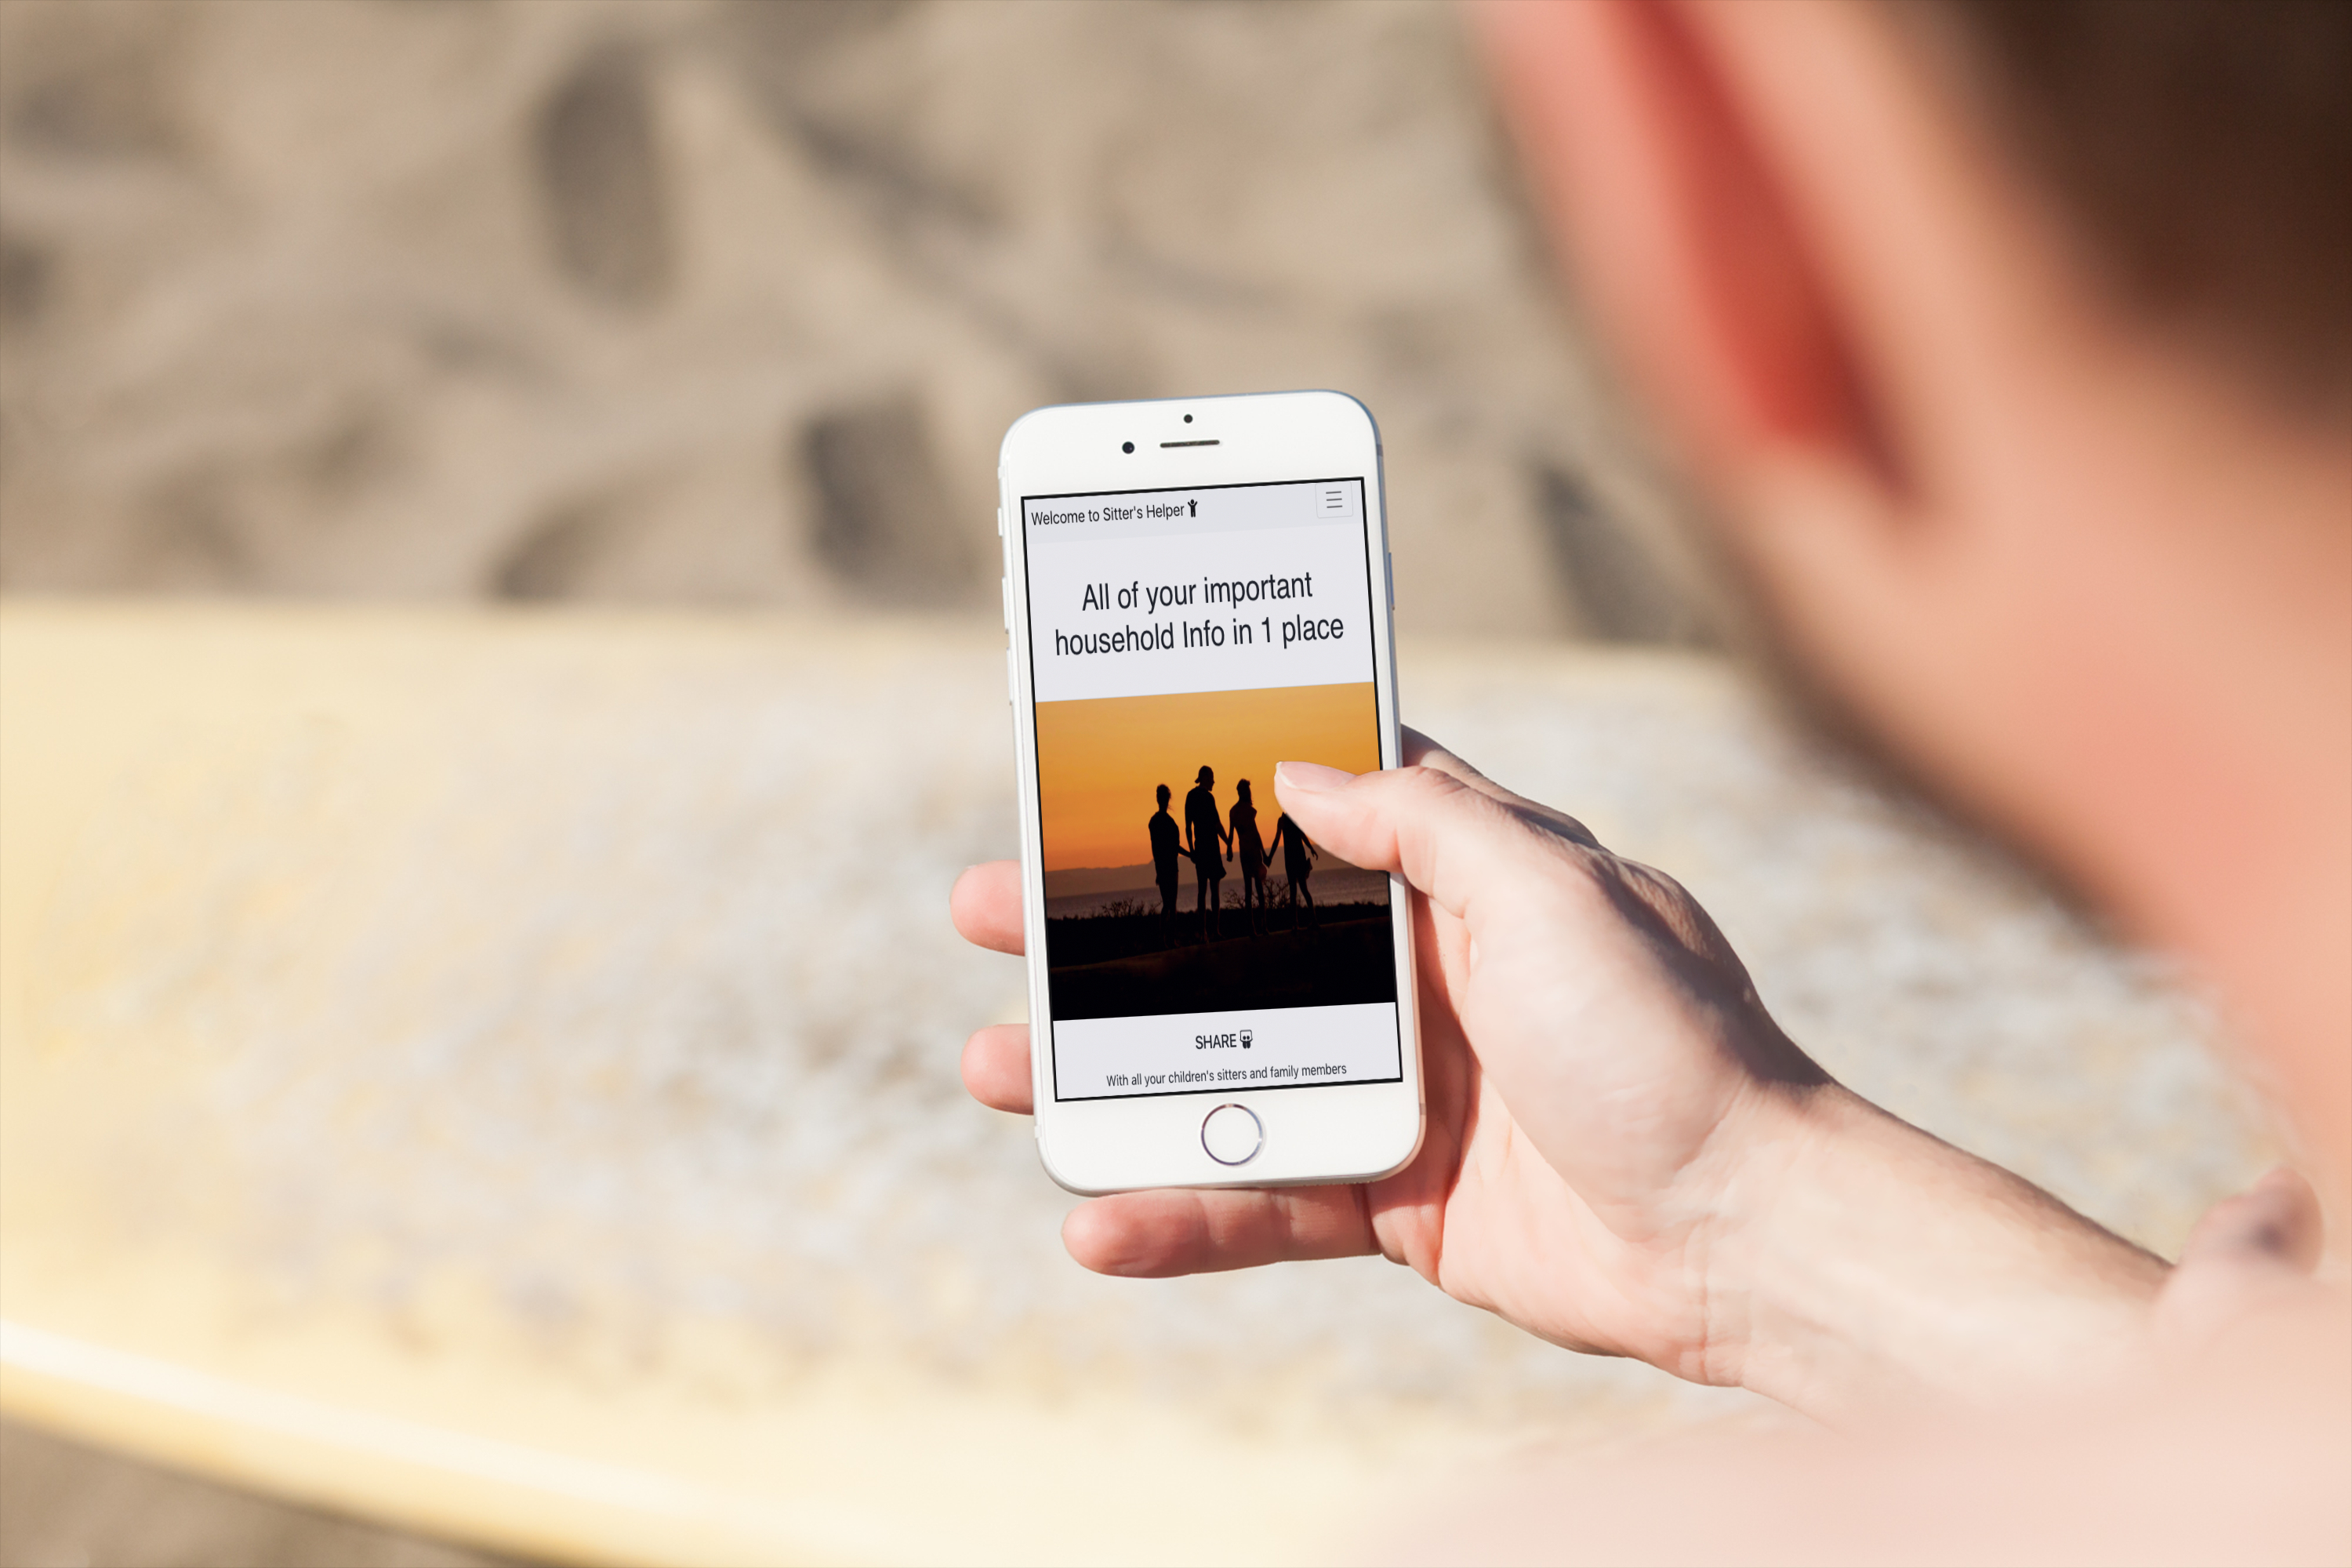 Welcome to Sitter's Helper
All of your important
household Info in 1 place
SHARE
With all your children's sitters and family members